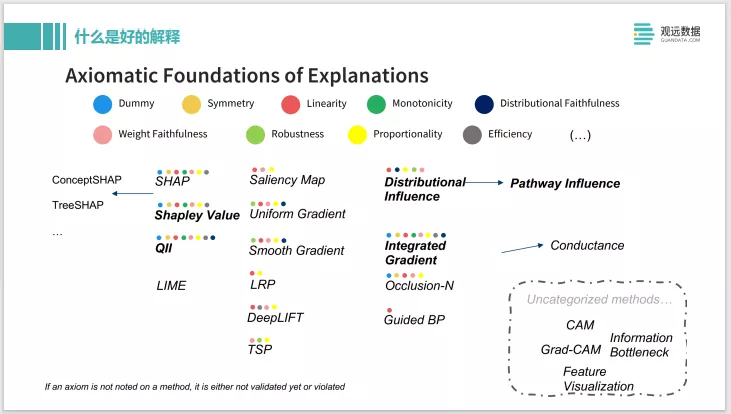 什么是好的解释
观远数据
GUANDATA.COM
Axiomatic Foundations of Explanations
Dummy
Symmetry
Linearity
Monotonicity
Distributional Faithfulness
Weight Faithfulness
Robustness
Proportionality
Efficiency
(…)
ConceptSHAP
TreeSHAP
…
SHAP
Shapley Value
QII
LIME
Saliency Map
Uniform Gradient
Smooth Gradient
LRP
DeepLIFT
TSP
Distributional
Influence
Integrated
Gradient
Occlusion-N
Guided BP
Pathway Influence
Conductance
Uncategorized methods…
CAM
Grad-CAM
Information
Bottleneck
Feature
Visualization
If an axiom is not noted on a method, it is either not validated yet or violated